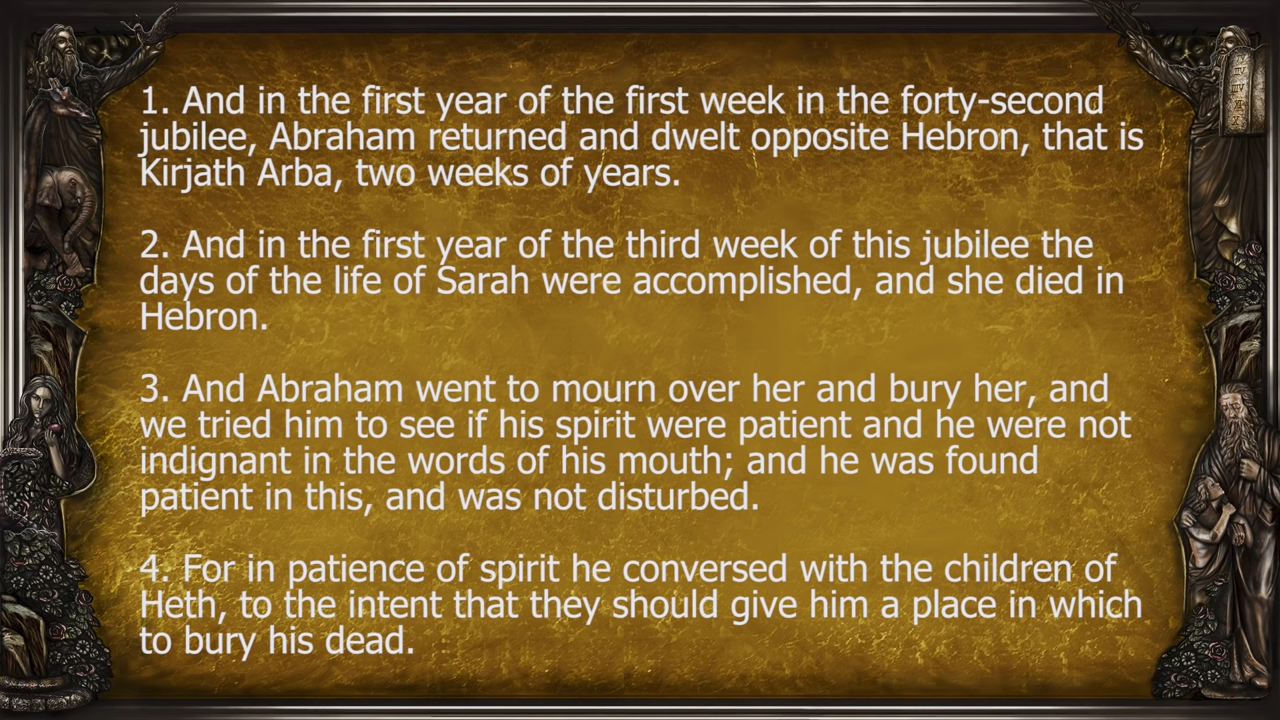 1. And in the first year of the first week in the forty-second
jubilee, Abraham returned and dwelt opposite Hebron, that is
Kirjath Arba, two weeks of years.
2. And in the first year of the third week of this jubilee the
days of the life of Sarah were accomplished, and she died in
Hebron.
3. And Abraham went to mourn over her and bury her, and
we tried him to see if his spirit were patient and he were not
indignant in the words of his mouth; and he was found
patient in this, and was not disturbed.
4. For in patience of spirit he conversed with the children of
Heth, to the intent that they should give him a place in which
to bury his dead.